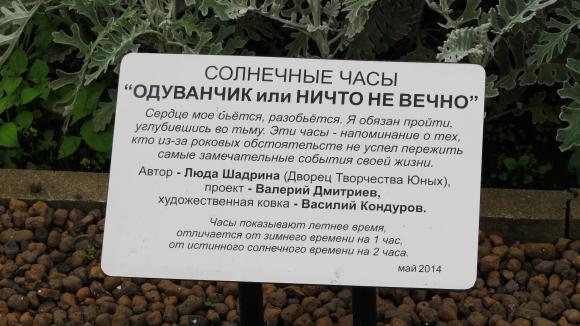 СОЛНЕЧНЫЕ ЧАСЫ
“ОДУВАНЧИК или НИЧТО НЕ ВЕЧНО”
Сердце мое бьётся, разобьётся. Я обязан пройти,
углубившись во тьму. Эти часы - напоминание о тех,
кто из-за роковых обстоятельств не успел пережить
самые замечательные события своей жизни.
Автор - Люда Шадрина (Дворец Творчества Юных),
проект - Валерий Дмитриев,
художественная ковка - Василий Кондуров.
Часы показывают летнее время,
отличается от зимнего времени на 1 час,
от истинного солнечного времени на 2 часа.
май 2014